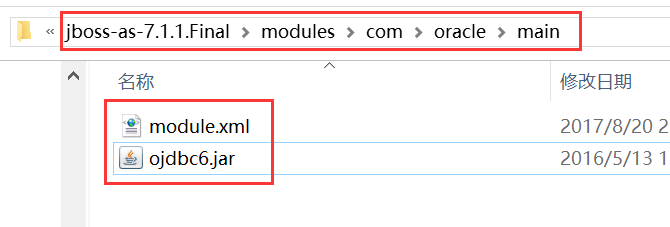 « jboss-as-7.1.1.Final > modules > com > oracle > main >
名称 修改日期
module.xml 2017/8/20 2
ojdbc6.jar 2016/5/13 1